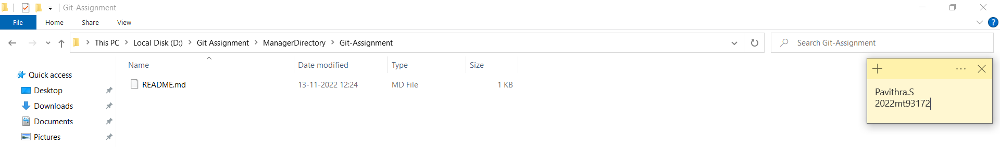 Git-Assignment
File Home Share View
This PC Local Disk (D:) Git Assignment ManagerDirectory Git-Assignment
Search Git-Assignment
Name Date modified Type Size
README.md 13-11-2022 12:24 MD File 1 KB
Quick access
Desktop
Downloads
Documents
Pictures
Pavithra.S
2022mt93172